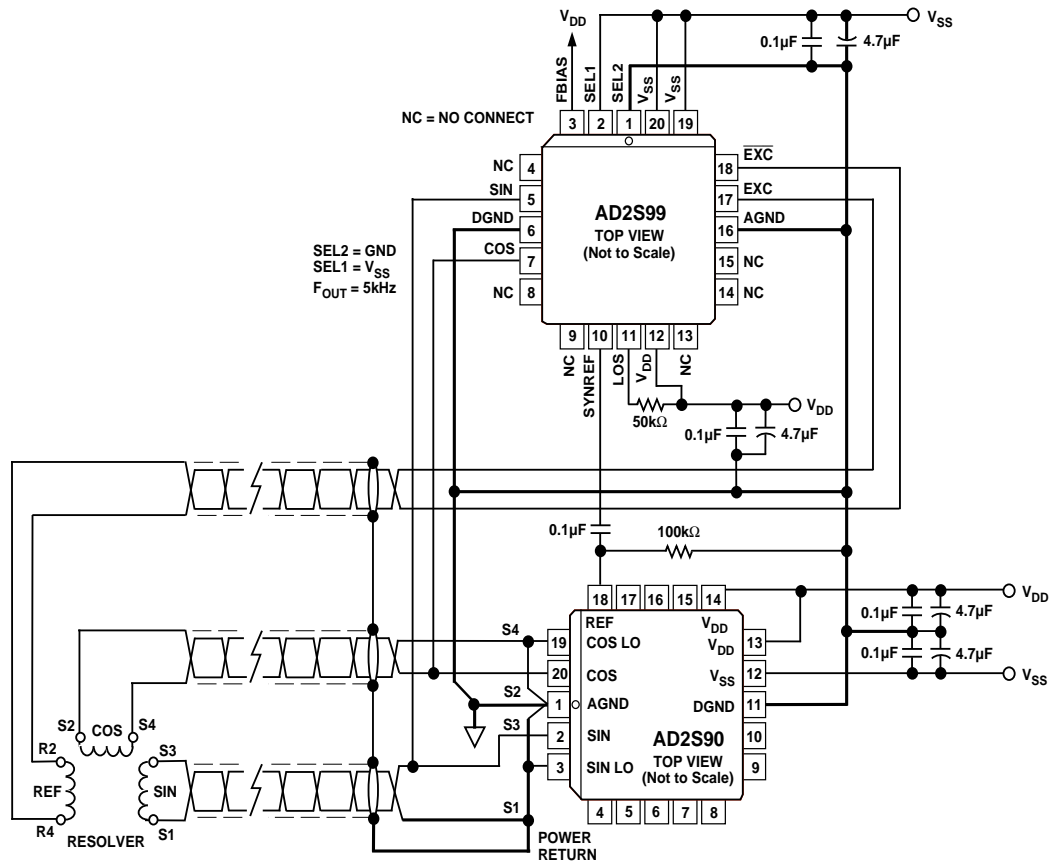 VDD
VSS
0.1µF
4.7µF
FBIAS
SEL1
SEL2
VSS
VSS
NC = NO CONNECT
3
2
1
20
19
NC
4
18
EXC
SIN
5
17
EXC
DGND
6
16
AGND
COS
7
15
NC
NC
8
14
NC
AD2S99
TOP VIEW
(Not to Scale)
SEL2 = GND
SEL1 = VSS
FOUT = 5kHz
9
10
11
12
13
NC
SYNREF
LOS
VDD
NC
50kΩ
0.1µF
4.7µF
VDD
0.1µF
100kΩ
18
17
16
15
14
REF
VDD
VDD
13
VDD
0.1µF
4.7µF
S4
19
COS LO
20
COS
VSS
12
0.1µF
4.7µF
VSS
S2
1
AGND
DGND
11
S3
2
SIN
AD2S90
TOP VIEW
(Not to Scale)
10
3
SIN LO
9
4
5
6
7
8
S1
POWER
RETURN
S2
COS
S4
R2
S3
REF
SIN
R4
S1
RESOLVER